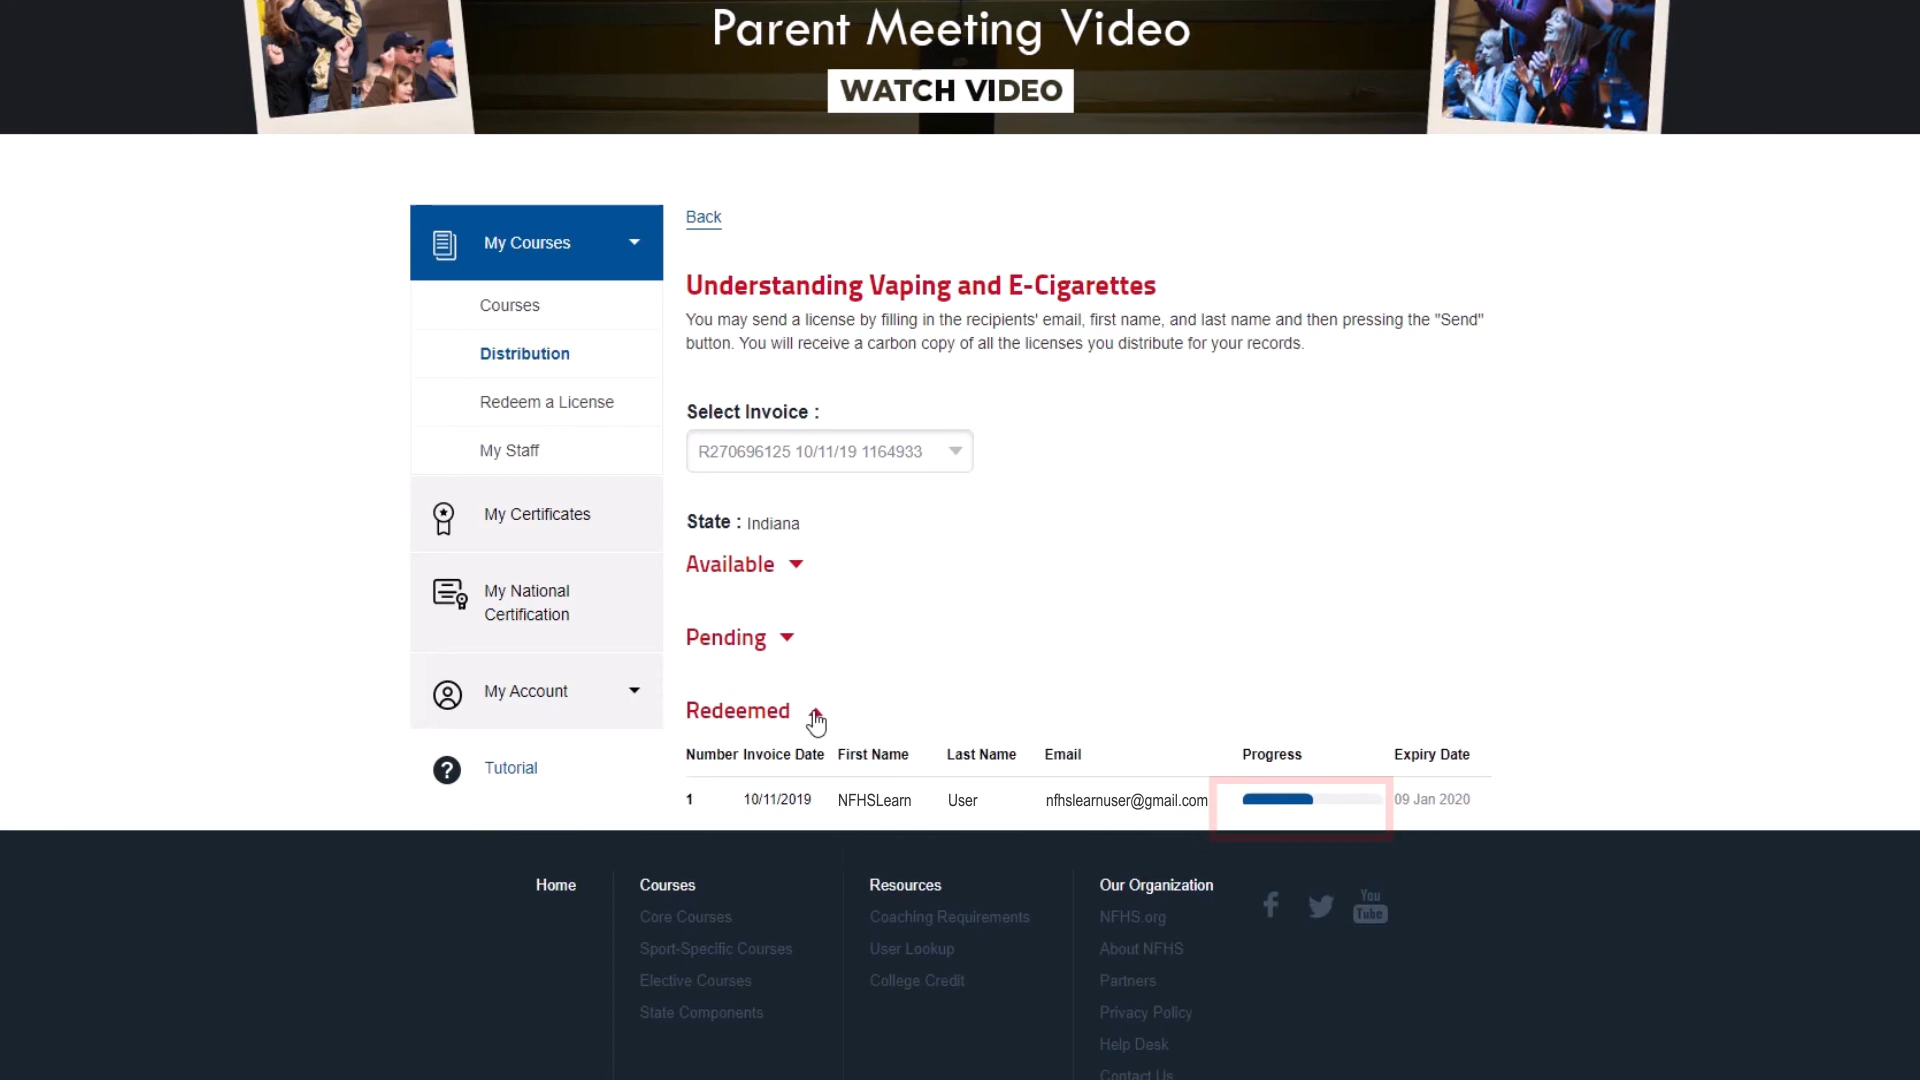 Parent Meeting Video
WATCH VIDEO
My Courses
Courses
Distribution
Redeem a License
My Staff
My Certificates
My National
Certification
My Account
? Tutorial
Back
Understanding Vaping and E-Cigarettes
You may send a license by filling in the recipients' email, first name, and last name and then pressing the "Send"
button. You will receive a carbon copy of all the licenses you distribute for your records.
Select Invoice :
R270696125 10/11/19 1164933
State : Indiana
Available
Pending
Redeemed
Number Invoice Date First Name Last Name Email Progress Expiry Date
1 10/11/2019 NFHSLearn User nfhslearnuser@gmail.com 09 Jan 2020
Home
Courses
Core Courses
Sport-Specific Courses
Elective Courses
State Components
Resources
Coaching Requirements
User Lookup
College Credit
Our Organization
NFHS.org
About NFHS
Partners
Privacy Policy
Help Desk
Contact Us
You
Tube